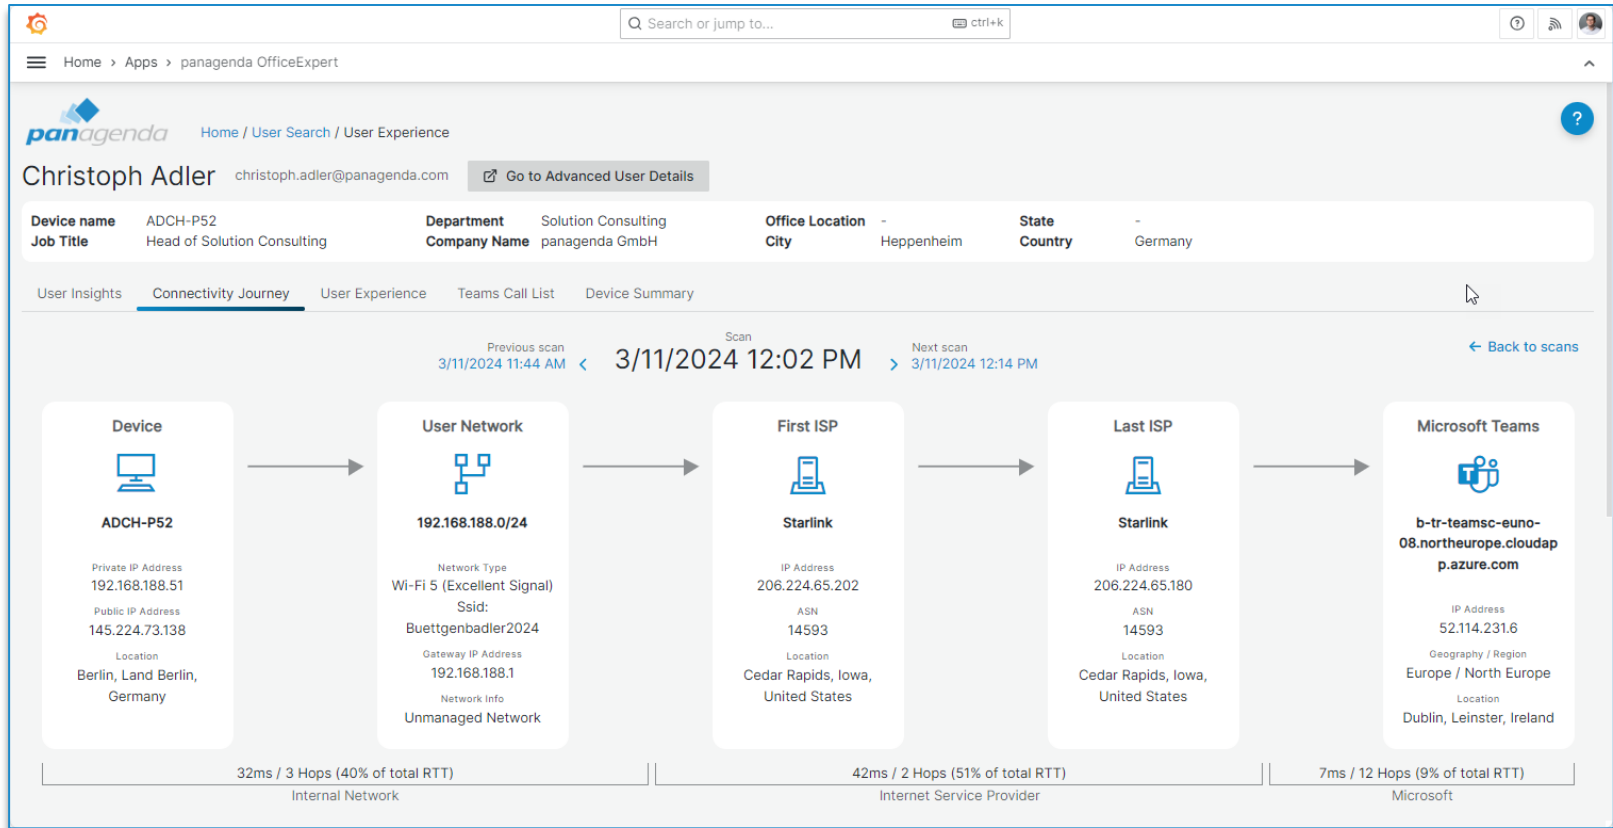 Search or jump to...
ctrl+k
Home › Apps › panagenda OfficeExpert
panagenda
Home / User Search / User Experience
?
Christoph Adler
christoph.adler@panagenda.com
Go to Advanced User Details
Device name ADCH-P52
Department Solution Consulting
Office Location -
State -
Job Title Head of Solution Consulting
Company Name panagenda GmbH
City Heppenheim
Country Germany
User Insights
Connectivity Journey
User Experience
Teams Call List
Device Summary
Previous scan
3/11/2024 11:44 AM
Scan
3/11/2024 12:02 PM
Next scan
3/11/2024 12:14 PM
← Back to scans
Device
ADCH-P52
Private IP Address
192.168.188.51
Public IP Address
145.224.73.138
Location
Berlin, Land Berlin,
Germany
User Network
192.168.188.0/24
Network Type
Wi-Fi 5 (Excellent Signal)
Ssid:
Buettgenbadler2024
Gateway IP Address
192.168.188.1
Network Info
Unmanaged Network
First ISP
Starlink
IP Address
206.224.65.202
ASN
14593
Location
Cedar Rapids, Iowa,
United States
Last ISP
Starlink
IP Address
206.224.65.180
ASN
14593
Location
Cedar Rapids, Iowa,
United States
Microsoft Teams
T
b-tr-teamsc-euno-
08.northeurope.cloudap
p.azure.com
IP Address
52.114.231.6
Geography / Region
Europe / North Europe
Location
Dublin, Leinster, Ireland
32ms / 3 Hops (40% of total RTT)
Internal Network
42ms / 2 Hops (51% of total RTT)
Internet Service Provider
7ms / 12 Hops (9% of total RTT)
Microsoft